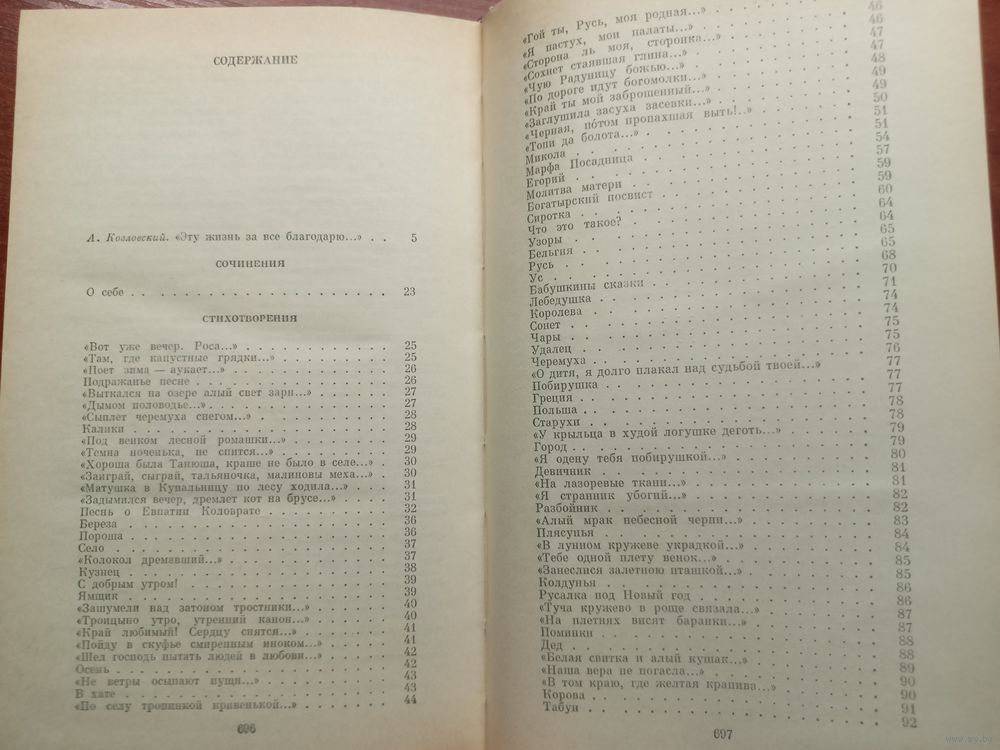 СОДЕРЖАНИЕ
А. Козловский. «Эту жизнь за все благодарю...» . . 5
СОЧИНЕНИЯ
О себе . . . 23
СТИХОТВОРЕНИЯ
«Вот уже вечер. Роса...» . . . 25
«Там, где капустные грядки...» . . . 25
«Поет зима — аукает...» . . . 26
Подражанье песне . . . 26
«Выткался на озере алый свет зари...» . . . 27
«Дымом половодье...» . . . 27
«Сыплет черемуха снегом...» . . . 28
Калики . . . 28
«Под венком лесной ромашки...» . . . 29
«Темна ноченька, не спится...» . . . 29
«Хороша была Танюша, краше не было в селе...» . 30
«Заиграй, сыграй, тальяночка, малиновы меха...» . 30
«Матушка в Купальницу по лесу ходила...» . . . 31
«Задымился вечер, дремлет кот на брусе...» . . . 31
Песнь о Евпатии Коловрате . . . 32
Береза . . . 36
Пороша . . . 36
Село . . . 37
«Колокол дремавший...» . . . 37
Кузнец . . . 38
С добрым утром! . . . 39
Ямщик . . . 39
«Зашумели над затоном тростники...» . . . 40
«Троицыно утро, утренний канон...» . . . 40
«Край любимый! Сердцу снятся...» . . . 41
«Пойду в скуфье смиренным иноком...» . . . 41
«Шел господь пытать людей в любови...» . . . 42
Осень . . . 42
«Не ветры осыпают пущи...» . . . 43
В хате . . . 43
«По селу тропинкой кривенькой...» . . . 44
696
«Гой ты, Русь, моя родная...» . . .
«Я пастух, мои палаты...» . . . 46
«Сторона ль моя, сторонка...» . . . 46
«Сохнет стаявшая глина...» . . . 47
«Чую Радуницу божью...» . . . 47
«По дороге идут богомолки...» . . . 48
«Край ты мой заброшенный...» . . . 49
«Заглушила засуха засевки...» . . . 49
«Черная, потом пропахшая выть!..» . . . 50
«Топи да болота...» . . . 51
Микола . . . 51
Марфа Посадница . . . 54
Егорий . . . 57
Молитва матери . . . 59
Богатырский посвист . . . 59
Сиротка . . . 60
Что это такое? . . . 64
Узоры . . . 64
Бельгия . . . 65
Русь . . . 65
Ус . . . 68
Бабушкины сказки . . . 70
Лебедушка . . . 71
Королева . . . 74
Сонет . . . 74
Чары . . . 75
Удалец . . . 75
Черемуха . . . 76
«О дитя, я долго плакал над судьбой твоей...» 77
Побирушка . . . 77
Греция . . . 77
Польша . . . 78
Старухи . . . 78
«У крыльца в худой логушке деготь...» . . . 79
Город . . . 79
«Я одену тебя побирушкой...» . . . 80
Девичник . . . 81
«На лазоревые ткани...» . . . 81
«Я странник убогий...» . . . 82
Разбойник . . . 82
«Алый мрак в небесной черни...» . . . 83
Плясунья . . . 84
«В лунном кружеве украдкой...» . . . 84
«Тебе одной плету венок...» . . . 85
«Занеслися залетною пташкой...» . . . 85
Колдунья . . . 86
Русалка под Новый год . . . 86
«Туча кружево в роще связала...» . . . 87
«На плетнях висят баранки...» . . . 87
Поминки . . . 88
Дед . . . 88
«Белая свитка и алый кушак...» . . . 89
«Наша вера не погасла...» . . . 90
«В том краю, где желтая крапива...» . . . 90
Корова . . . 91
Табун . . . 92
697